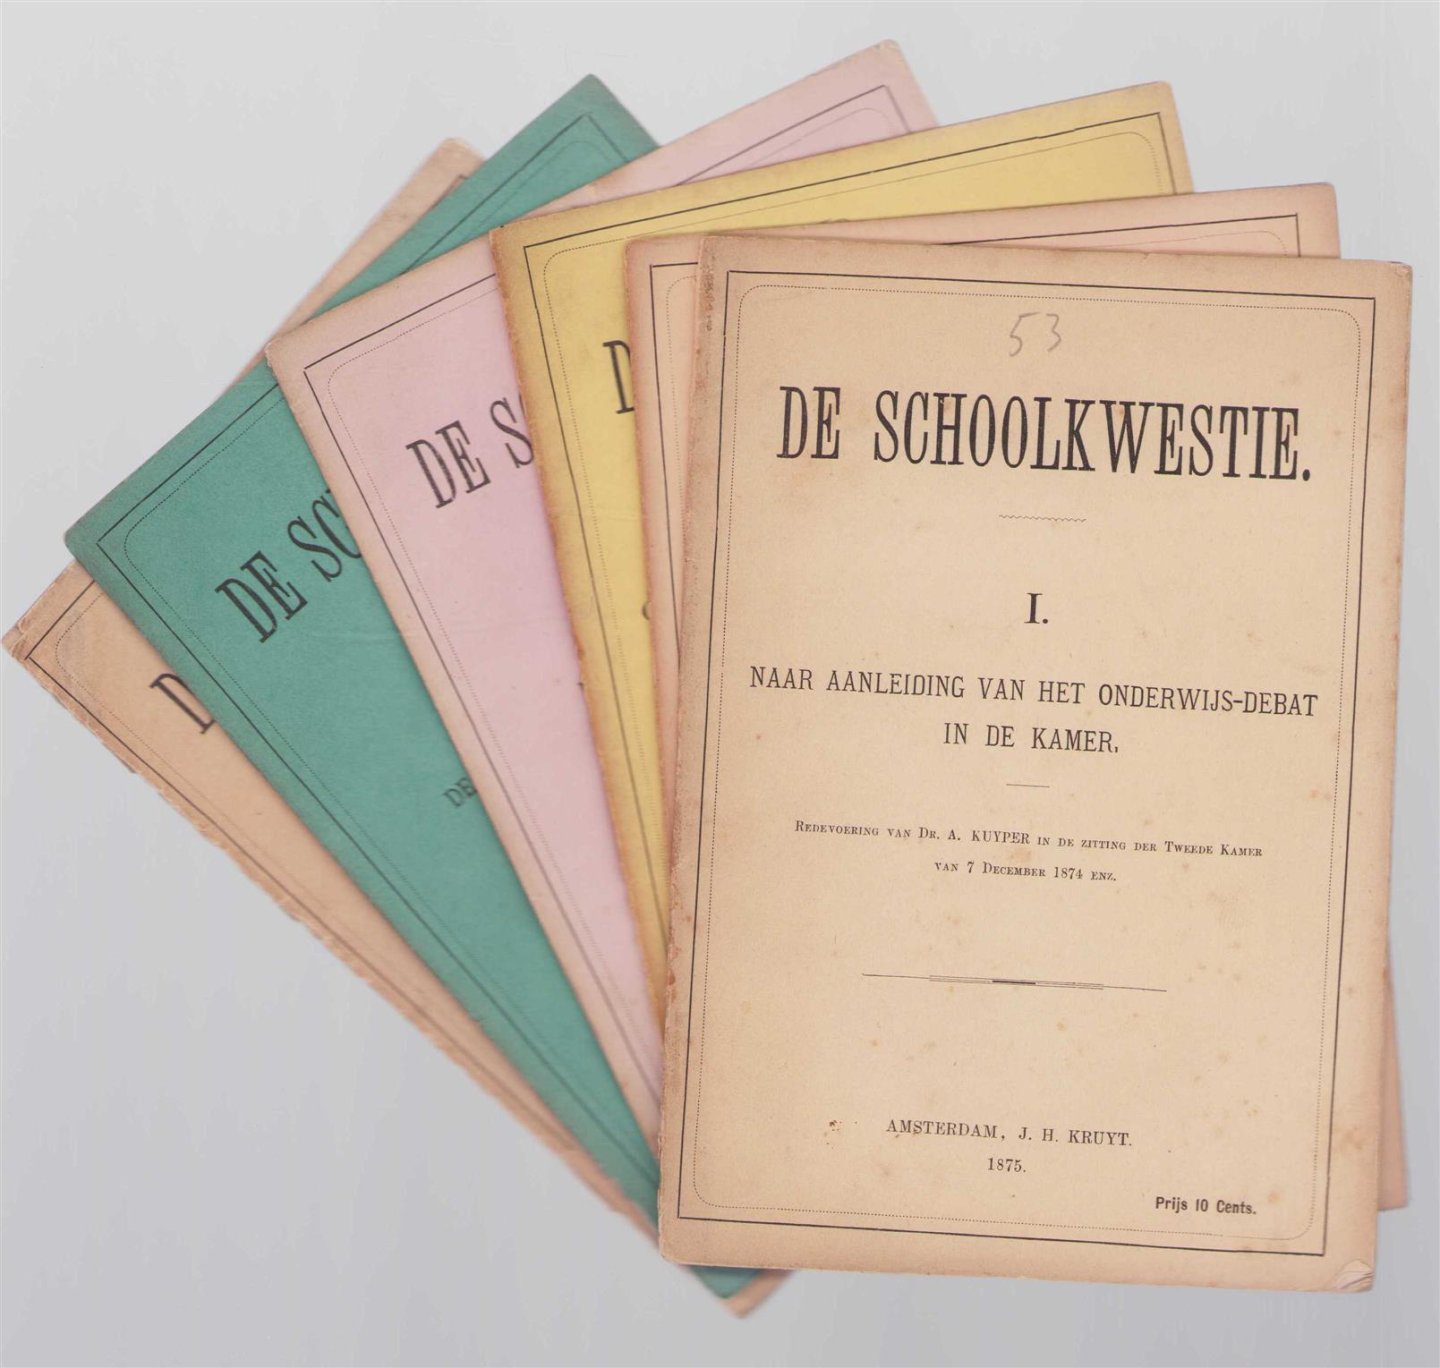 53
DE SCHOOLKWESTIE.
I.
NAAR AANLEIDING VAN HET ONDERWIJS-DEBAT
IN DE KAMER.
REDEVOERING VAN DR. A. KUYPER IN DE ZITTING DER TWEEDE KAMER
VAN 7 DECEMBER 1874 ENZ.
AMSTERDAM, J. H. KRUYT.
1875.
Prijs 10 Cents.
D
DE S
DE SC
DE
D